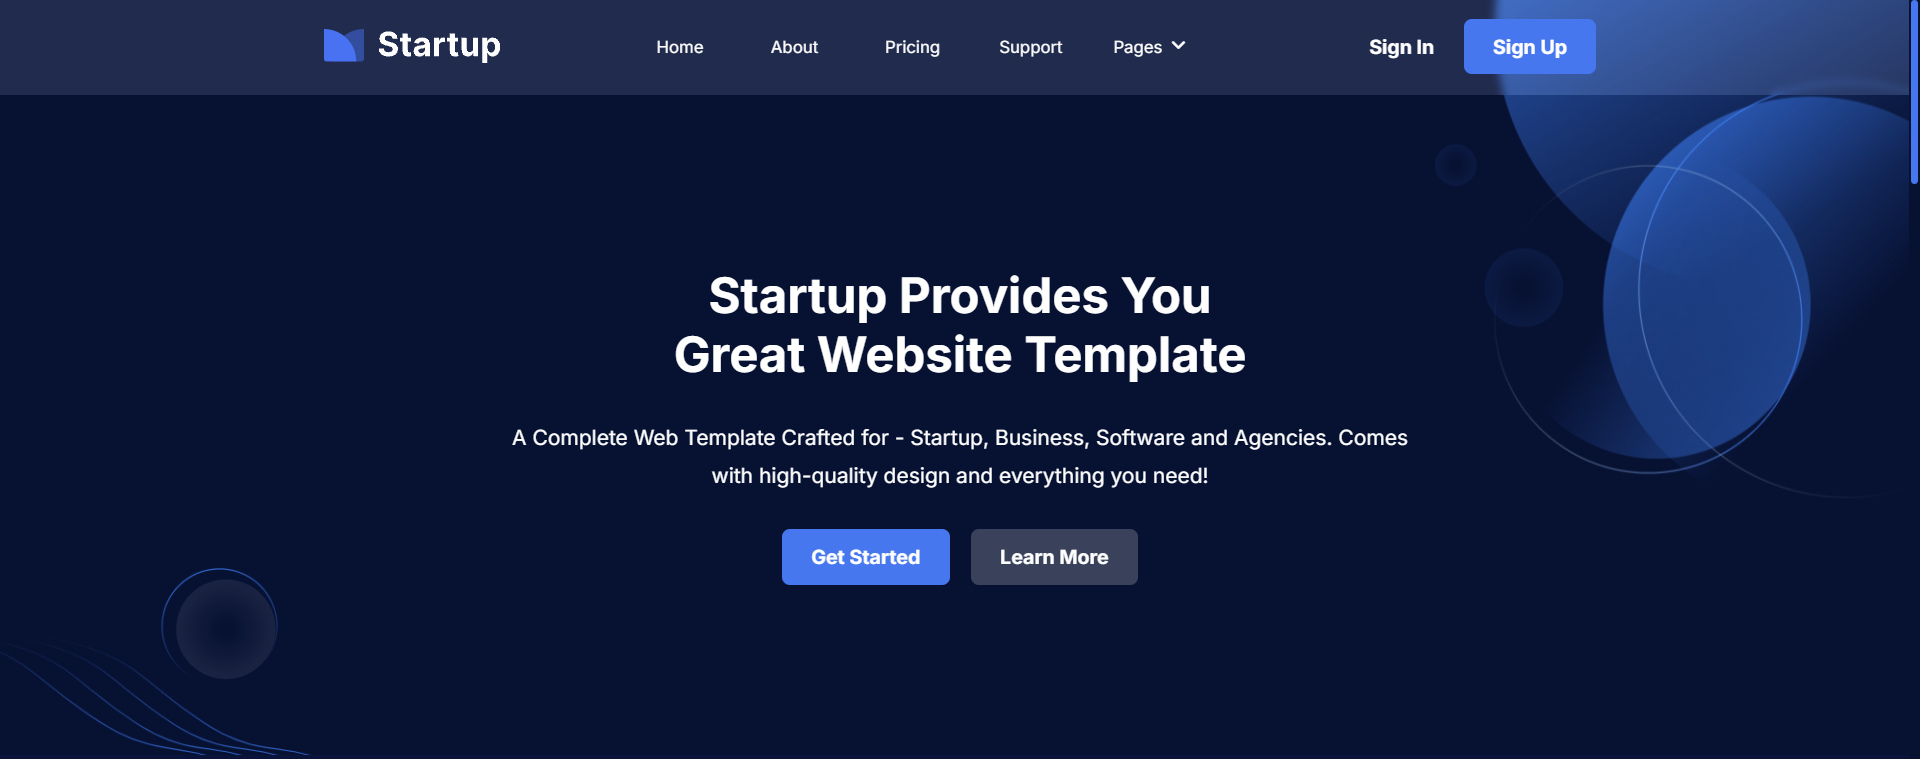 Startup
Home
About
Pricing
Support
Pages
Sign In
Sign Up
Startup Provides You
Great Website Template
A Complete Web Template Crafted for - Startup, Business, Software and Agencies. Comes
with high-quality design and everything you need!
Get Started
Learn More